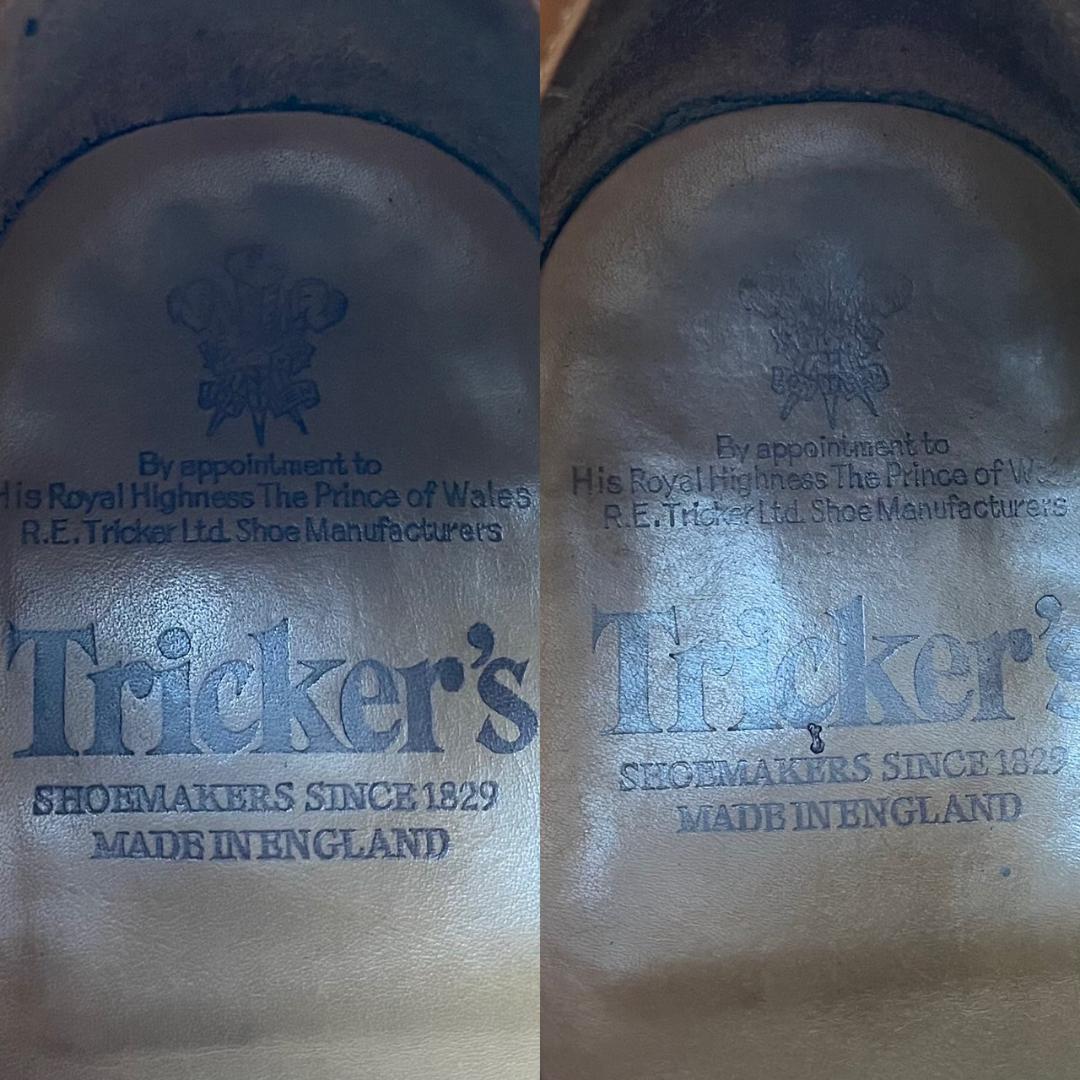 By appointment to
His Royal Highness The Prince of Wales
R.E. Tricker Ltd. Shoe Manufacturers
Tricker's
SHOEMAKERS SINCE 1829
MADE IN ENGLAND
By appointment to
His Royal Highness The Prince of
R.E. Tricker Ltd. Shoe Manufacturers
Tricker's
SHOEMAKERS SINCE 1829
MADE IN ENGLAND